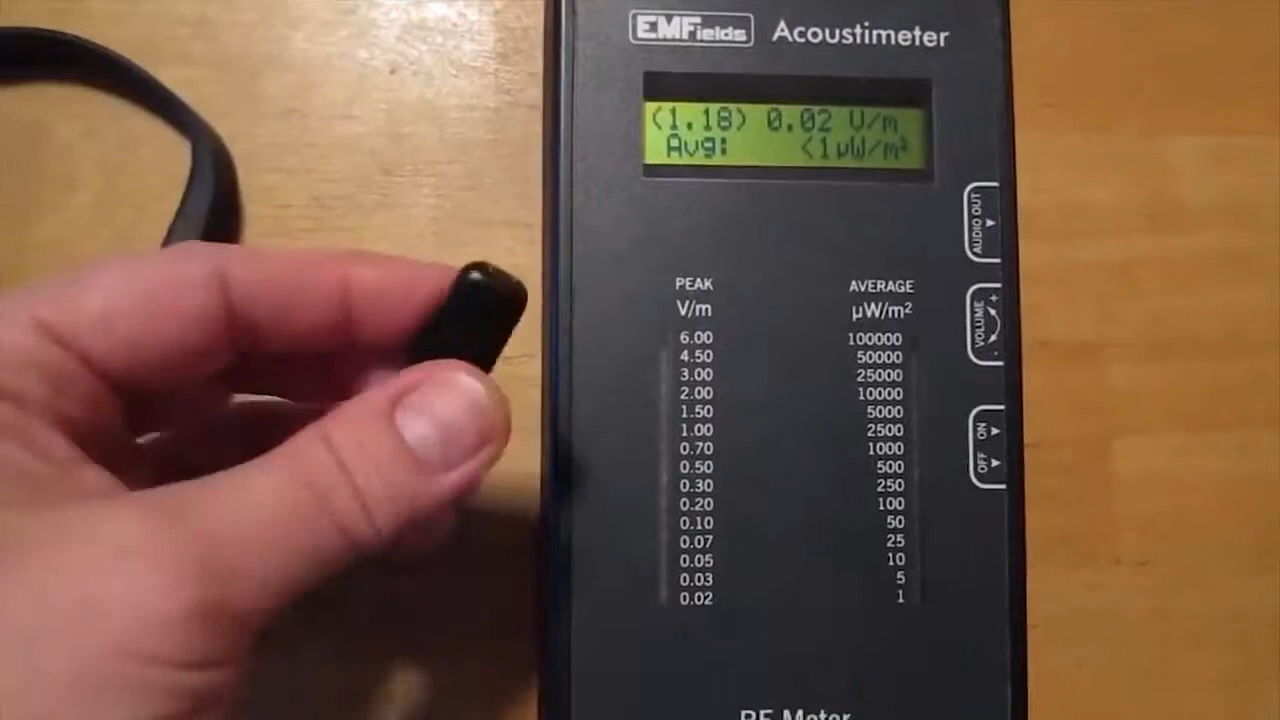 EMFields Acoustimeter
(1.18) 0.02 V/m
Avg: <1µW/m²
AUDIO OUT
VOLUME + -
OFF ON
PEAK AVERAGE
V/m µW/m²
6.00 100000
4.50 50000
3.00 25000
2.00 10000
1.50 5000
1.00 2500
0.70 1000
0.50 500
0.30 250
0.20 100
0.10 50
0.07 25
0.05 10
0.03 5
0.02 1
RF Meter